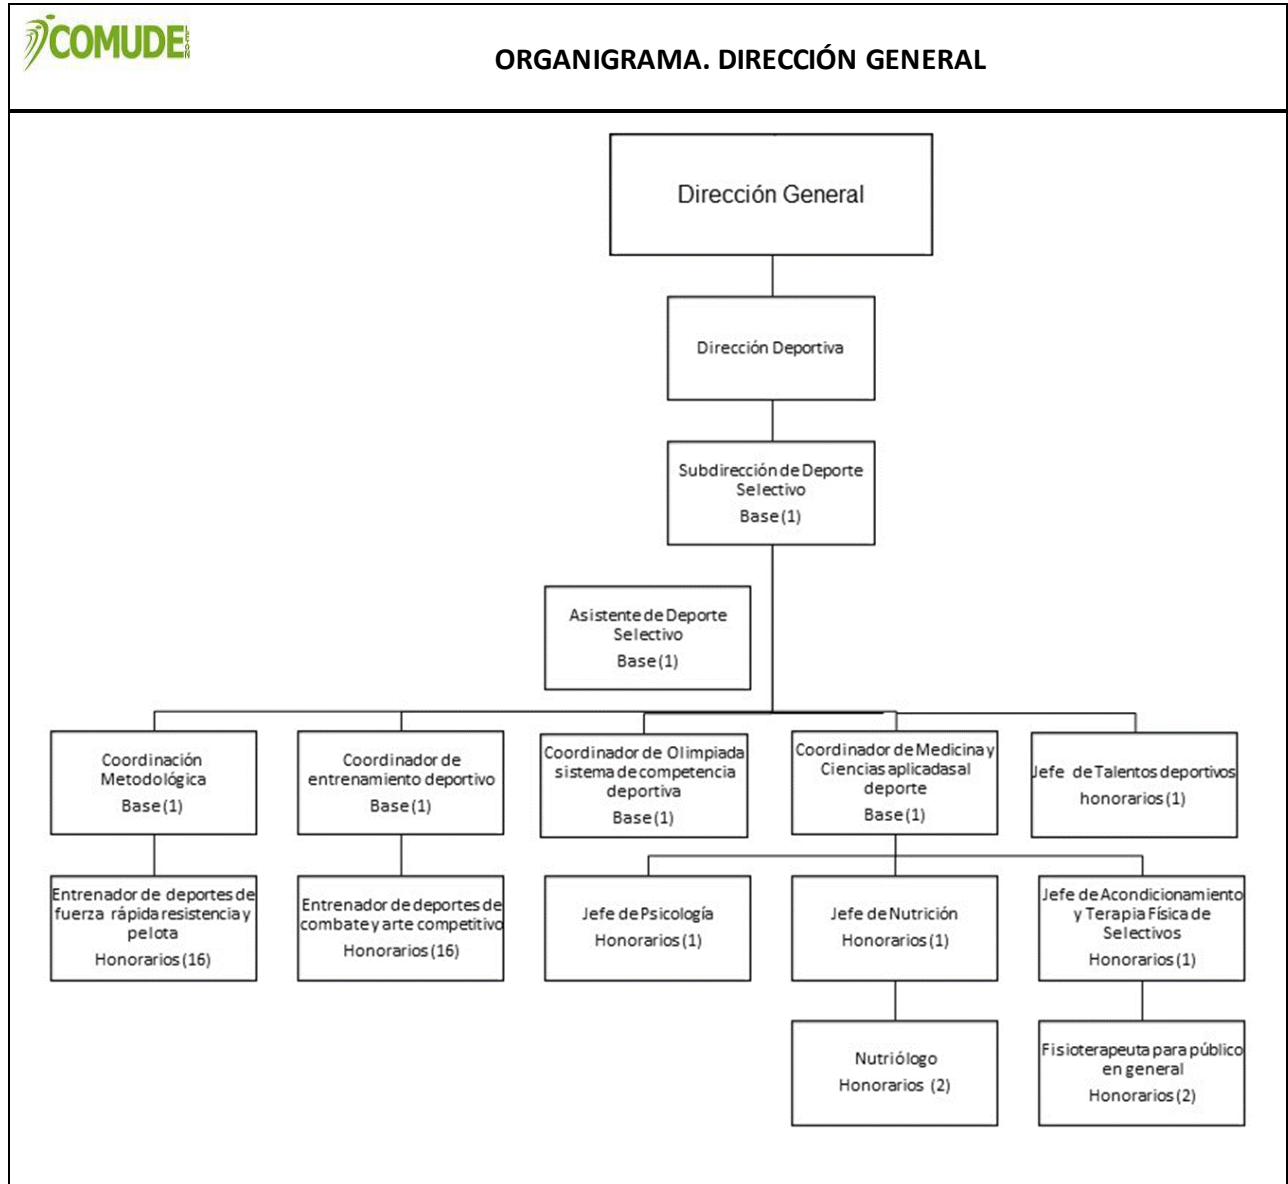 COMUDE
LEÓN
ORGANIGRAMA. DIRECCIÓN GENERAL
Dirección General
Dirección Deportiva
Subdirección de Deporte
Selectivo
Base (1)
Asistente de Deporte
Selectivo
Base (1)
Coordinación
Metodológica
Base (1)
Coordinador de
entrenamiento deportivo
Base (1)
Coordinador de Olimpiada
sistema de competencia
deportiva
Base (1)
Coordinador de Medicina y
Ciencias aplicadas al
deporte
Base (1)
Jefe de Talentos deportivos
honorarios (1)
Entrenador de deportes de
fuerza rápida resistencia y
pelota
Honorarios (16)
Entrenador de deportes de
combate y arte competitivo
Honorarios (16)
Jefe de Psicología
Honorarios (1)
Jefe de Nutrición
Honorarios (1)
Jefe de Acondicionamiento
y Terapia Física de
Selectivos
Honorarios (1)
Nutriólogo
Honorarios (2)
Fisioterapeuta para público
en general
Honorarios (2)